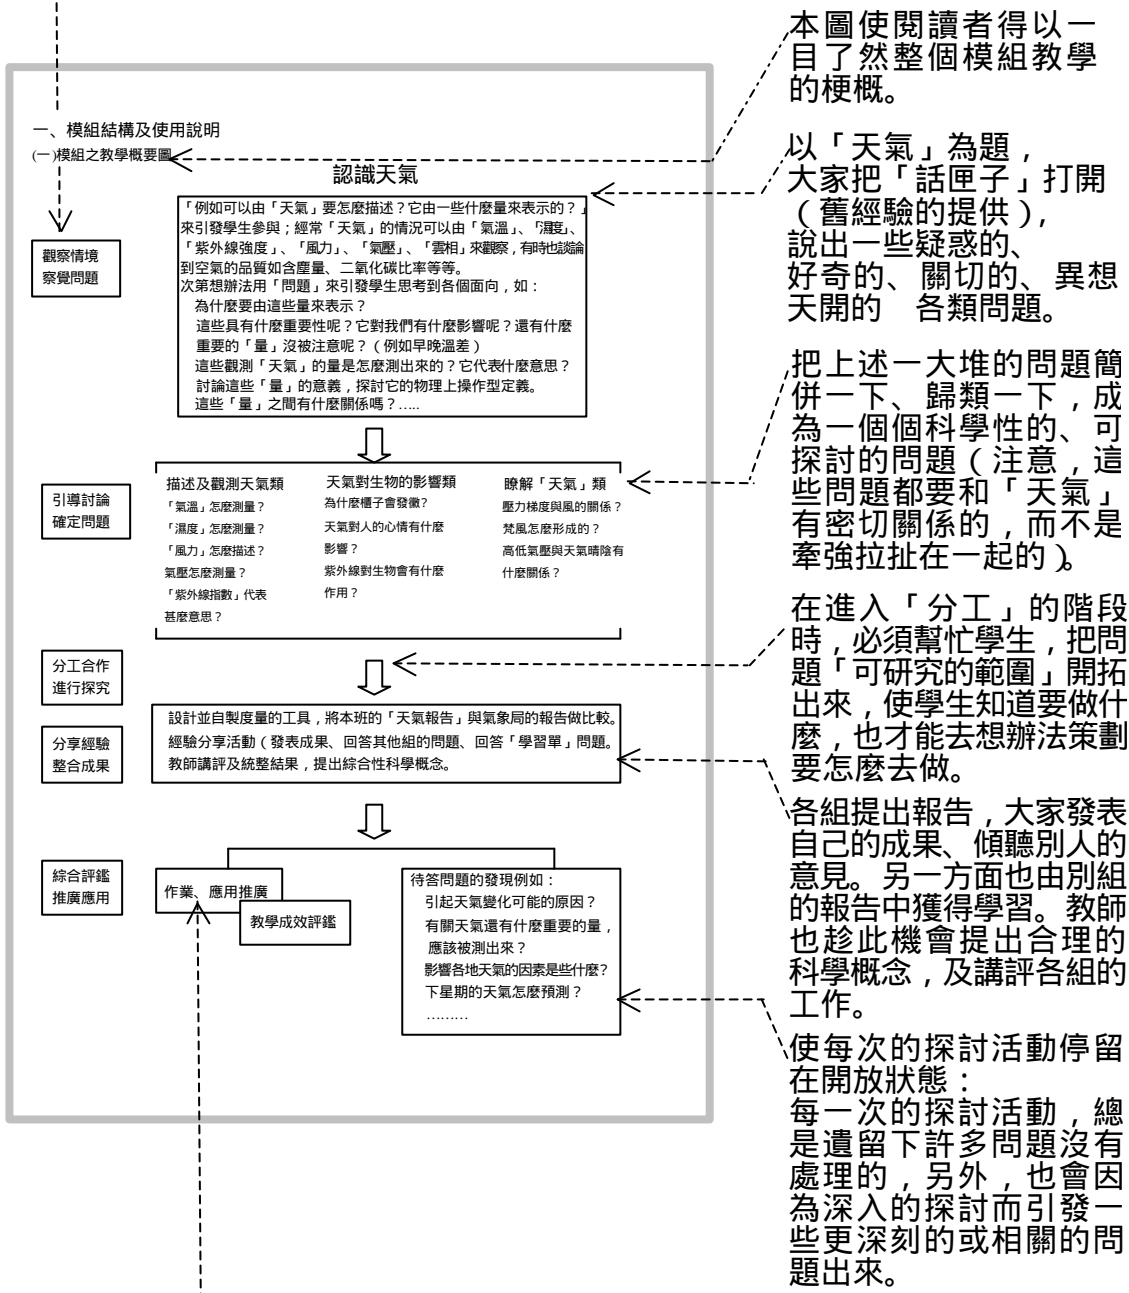 一、模組結構及使用說明
(一)模組之教學概要圖
認識天氣
觀察情境
察覺問題
「例如可以由「天氣」要怎麼描述？它由一些什麼量來表示的？」
來引發學生參與；經常「天氣」的情況可以由「氣溫」、「濕度」、
「紫外線強度」、「風力」、「氣壓」、「雲相」來觀察，有時也談論
到空氣的品質如含塵量、二氧化碳比率等等。
次第想辦法用「問題」來引發學生思考到各個面向，如：
為什麼要由這些量來表示？
這些具有什麼重要性呢？它對我們有什麼影響呢？還有什麼
重要的「量」沒被注意呢？（例如早晚溫差）
這些觀測「天氣」的量是怎麼測出來的？它代表什麼意思？
討論這些「量」的意義，探討它的物理上操作型定義。
這些「量」之間有什麼關係嗎？.....
引導討論
確定問題
描述及觀測天氣類
「氣溫」怎麼測量？
「濕度」怎麼測量？
「風力」怎麼描述？
氣壓怎麼測量？
「紫外線指數」代表
甚麼意思？
天氣對生物的影響類
為什麼櫃子會發黴？
天氣對人的心情有什麼
影響？
紫外線對生物會有什麼
作用？
瞭解「天氣」類
壓力梯度與風的關係？
焚風怎麼形成的？
高低氣壓與天氣晴陰有
什麼關係？
分工合作
進行探究
分享經驗
整合成果
設計並自製度量的工具，將本班的「天氣報告」與氣象局的報告做比較。
經驗分享活動（發表成果、回答其他組的問題、回答「學習單」問題。
教師講評及統整結果，提出綜合性科學概念。
綜合評鑑
推廣應用
作業、應用推廣
教學成效評鑑
待答問題的發現例如：
引起天氣變化可能的原因？
有關天氣還有什麼重要的量，
應該被測出來？
影響各地天氣的因素是些什麼？
下星期的天氣怎麼預測？
………
本圖使閱讀者得以一
目了然整個模組教學
的梗概。
以「天氣」為題，
大家把「話匣子」打開
（舊經驗的提供），
說出一些疑惑的、
好奇的、關切的、異想
天開的　各類問題。
把上述一大堆的問題簡
併一下、歸類一下，成
為一個個科學性的、可
探討的問題（注意，這
些問題都要和「天氣」
有密切關係的，而不是
牽強拉扯在一起的）。
在進入「分工」的階段
時，必須幫忙學生，把問
題「可研究的範圍」開拓
出來，使學生知道要做什
麼，也才能去想辦法策劃
要怎麼去做。
各組提出報告，大家發表
自己的成果、傾聽別人的
意見。另一方面也由別組
的報告中獲得學習。教師
也趁此機會提出合理的
科學概念，及講評各組的
工作。
使每次的探討活動停留
在開放狀態：
每一次的探討活動，總
是遺留下許多問題沒有
處理的，另外，也會因
為深入的探討而引發一
些更深刻的或相關的問
題出來。